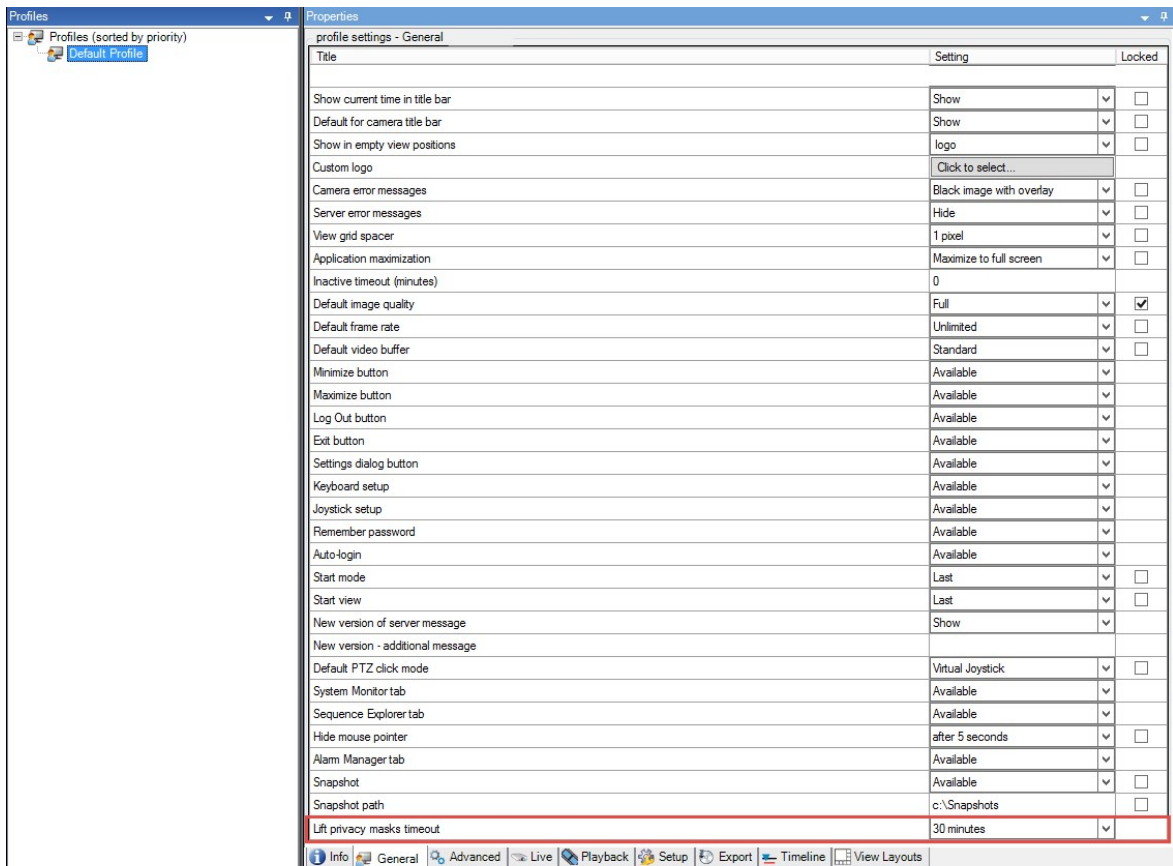 Profiles
Profiles (sorted by priority)
Default Profile
Properties
profile settings - General
Title Setting Locked
Show current time in title bar Show
Default for camera title bar Show
Show in empty view positions logo
Custom logo Click to select...
Camera error messages Black image with overlay
Server error messages Hide
View grid spacer 1 pixel
Application maximization Maximize to full screen
Inactive timeout (minutes) 0
Default image quality Full
Default frame rate Unlimited
Default video buffer Standard
Minimize button Available
Maximize button Available
Log Out button Available
Exit button Available
Settings dialog button Available
Keyboard setup Available
Joystick setup Available
Remember password Available
Auto-login Available
Start mode Last
Start view Last
New version of server message Show
New version - additional message
Default PTZ click mode Virtual Joystick
System Monitor tab Available
Sequence Explorer tab Available
Hide mouse pointer after 5 seconds
Alarm Manager tab Available
Snapshot Available
Snapshot path c:\Snapshots
Lift privacy masks timeout 30 minutes
Info General Advanced Live Playback Setup Export Timeline View Layouts